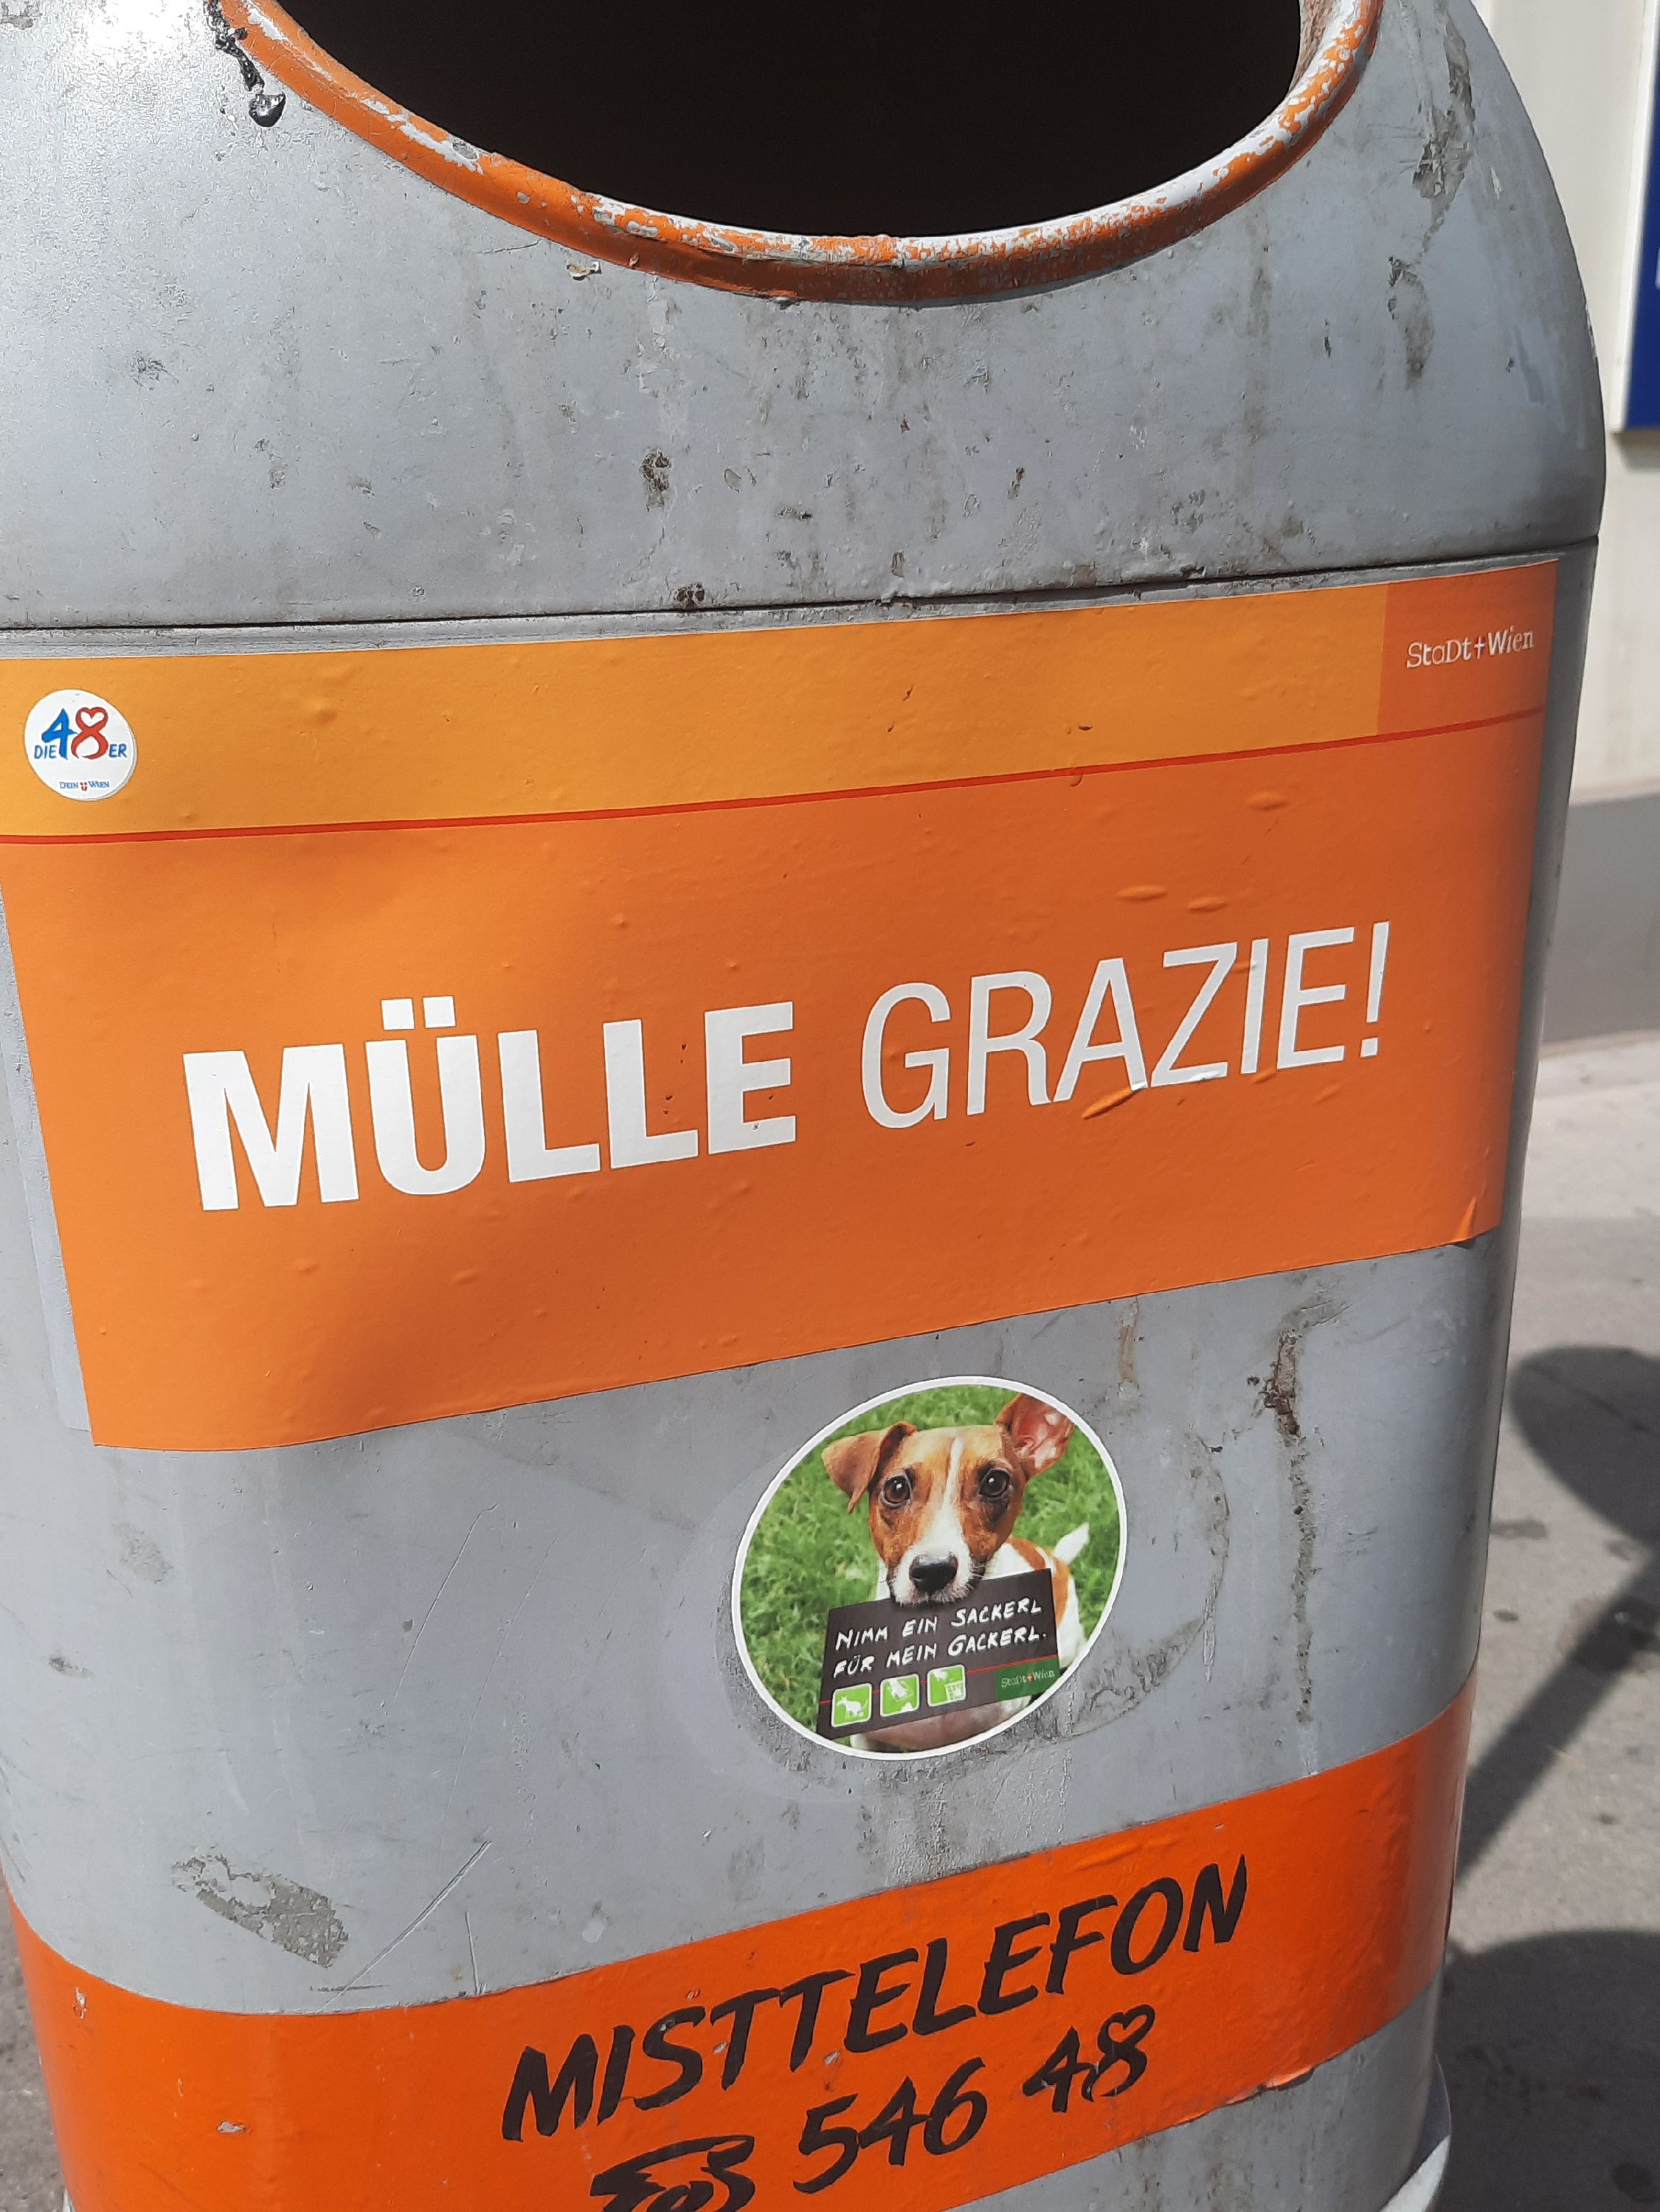 StaDt Wien
DIE 48ER
DEIN WIEN
MÜLLE GRAZIE!
NIMM EIN SACKERL
FÜR MEIN GACKERL.
StaDt Wien
MISTTELEFON
546 48